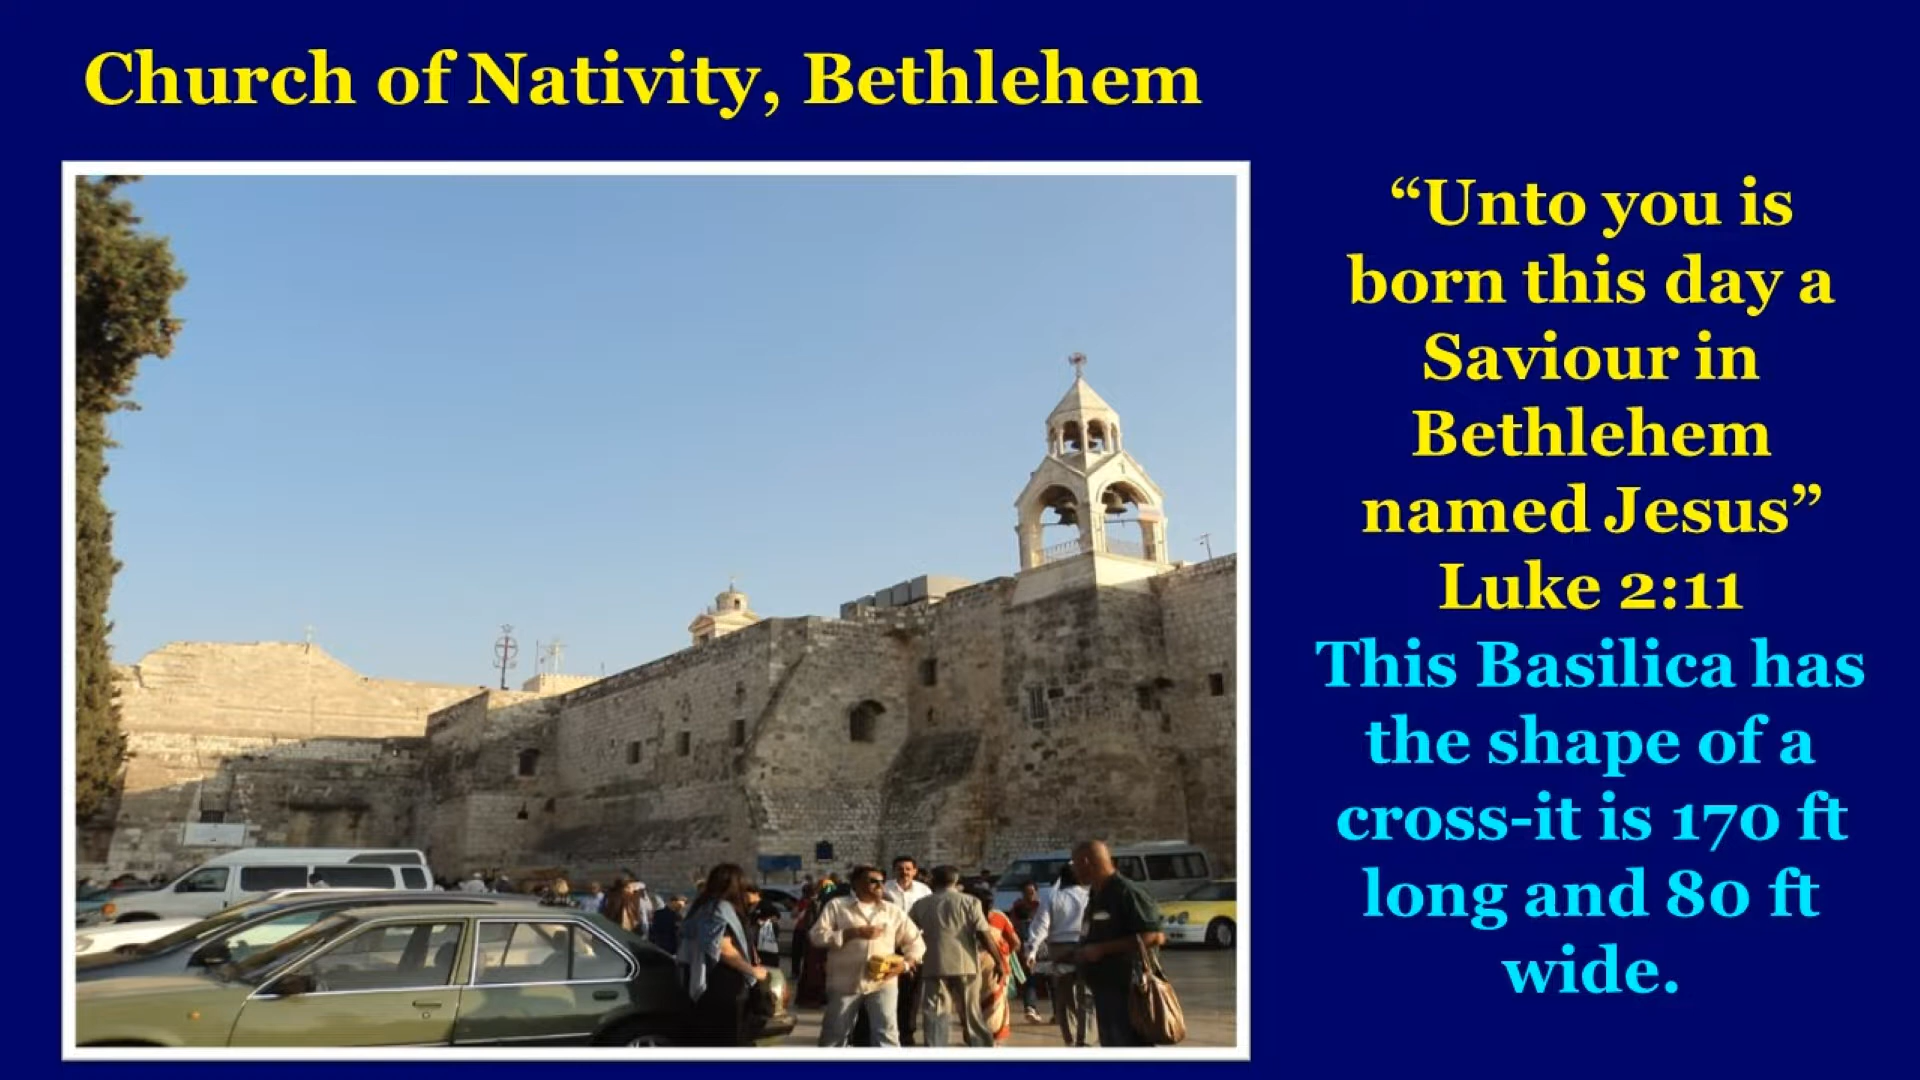 Church of Nativity, Bethlehem
“Unto you is
born this day a
Saviour in
Bethlehem
named Jesus”
Luke 2:11
This Basilica has
the shape of a
cross-it is 170 ft
long and 80 ft
wide.